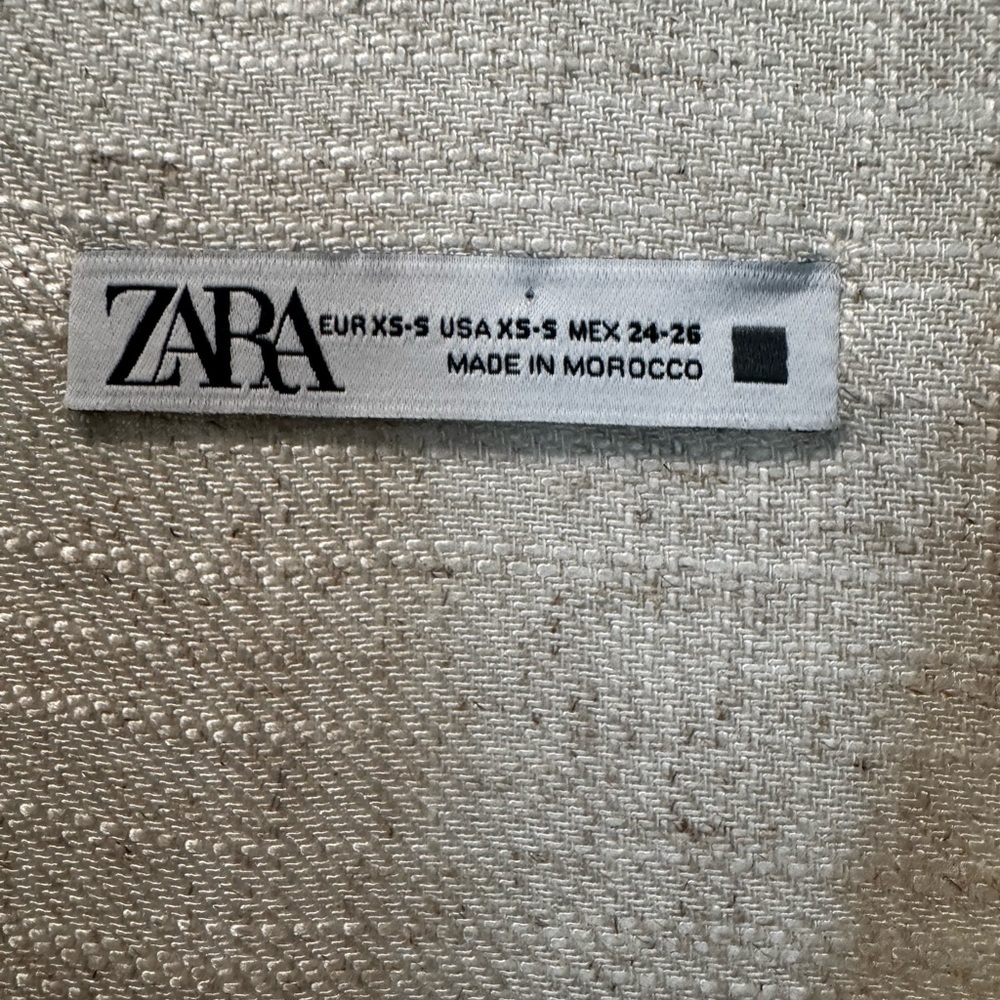 ZARA
EUR XS-S USA XS-S MEX 24-26
MADE IN MOROCCO